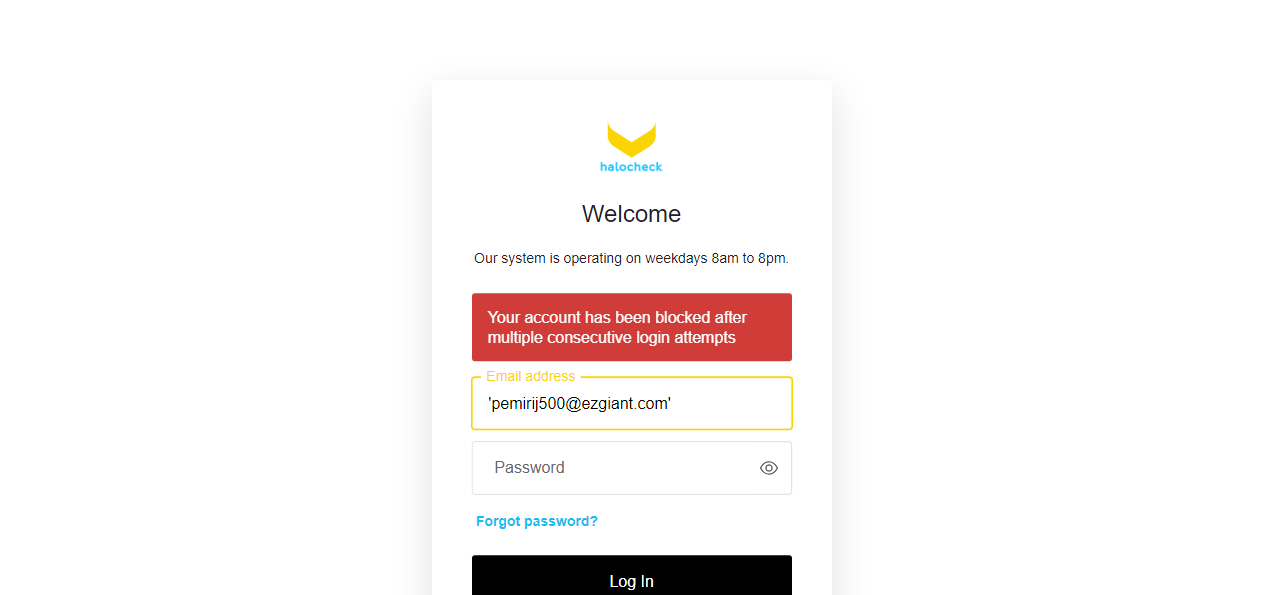 halocheck
Welcome
Our system is operating on weekdays 8am to 8pm.
Your account has been blocked after
multiple consecutive login attempts
Email address
'pemirij500@ezgiant.com'
Password
Forgot password?
Log In